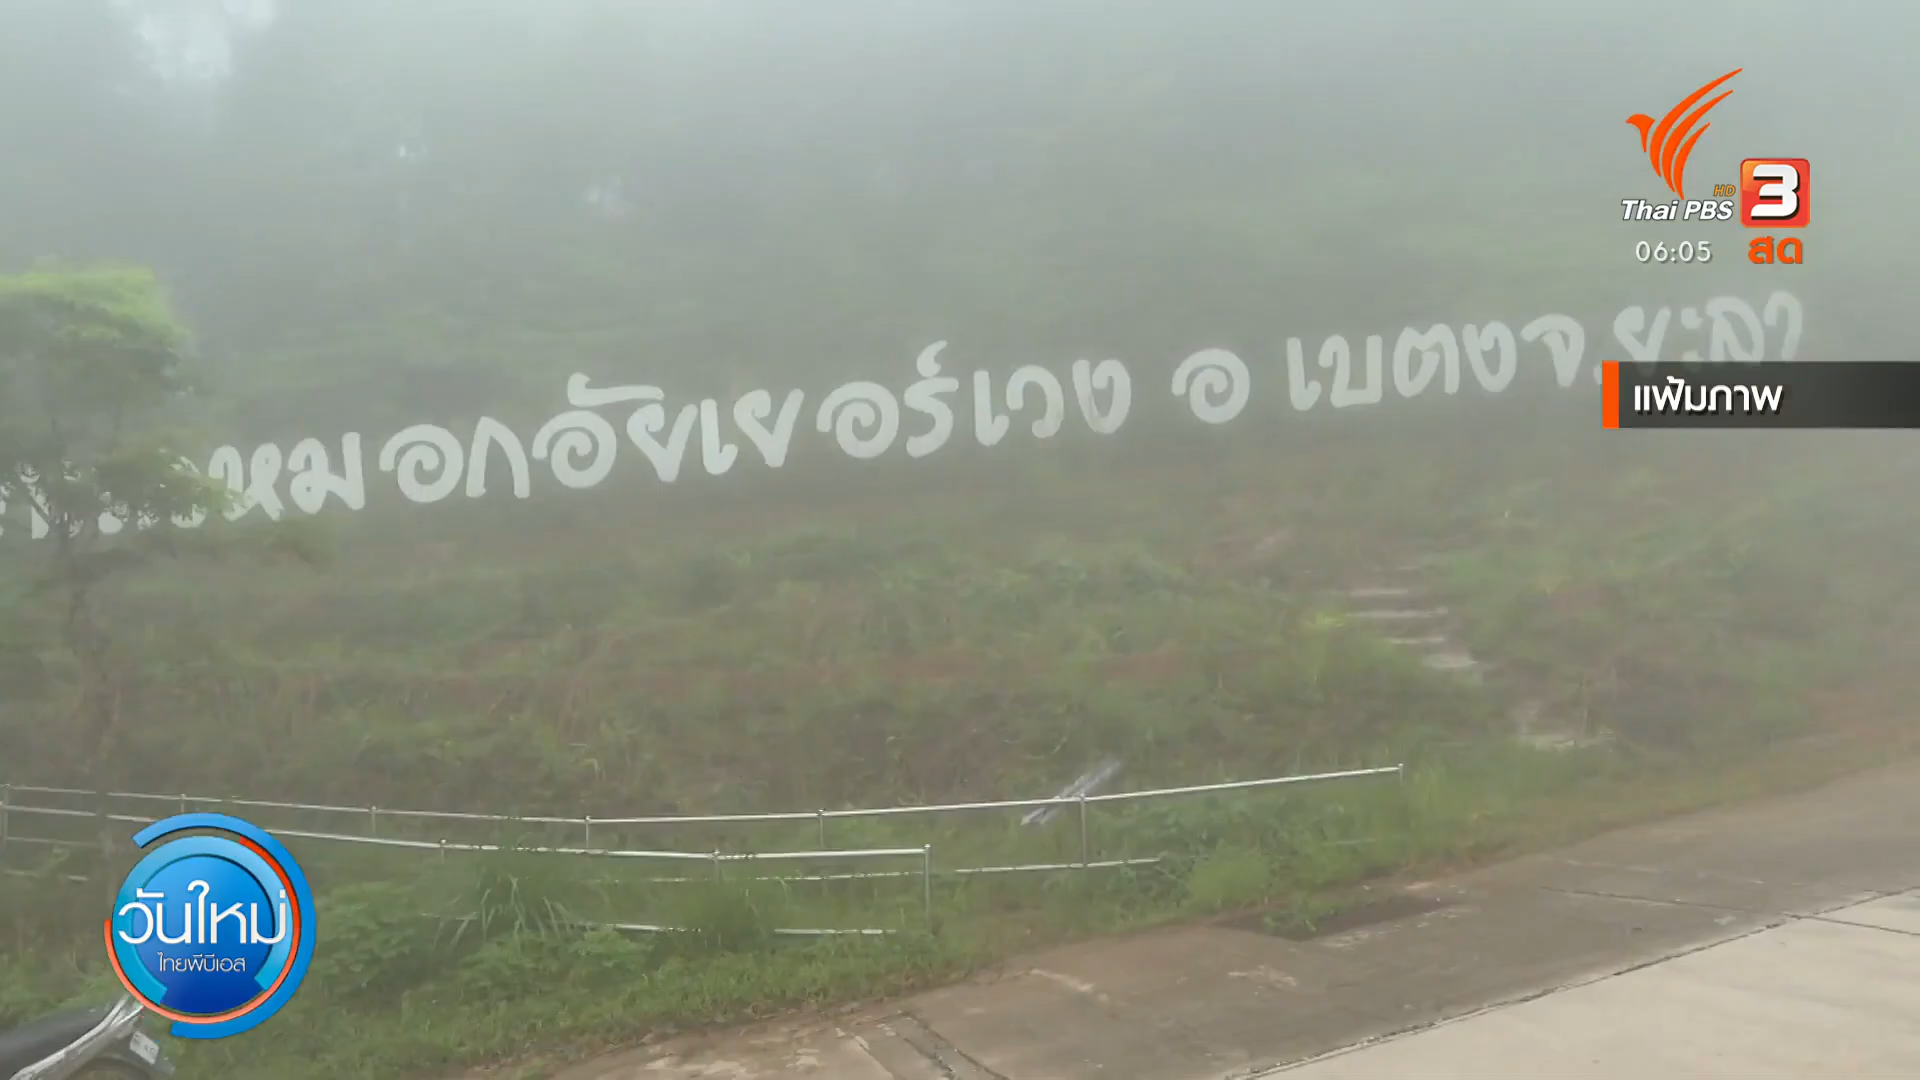 Thai PBS HD 3
06:05 สด
หมอกอัยเยอร์เวง อ เบตง จ.ยะลา
แฟ้มภาพ
วันใหม่
ไทยพีบีเอส